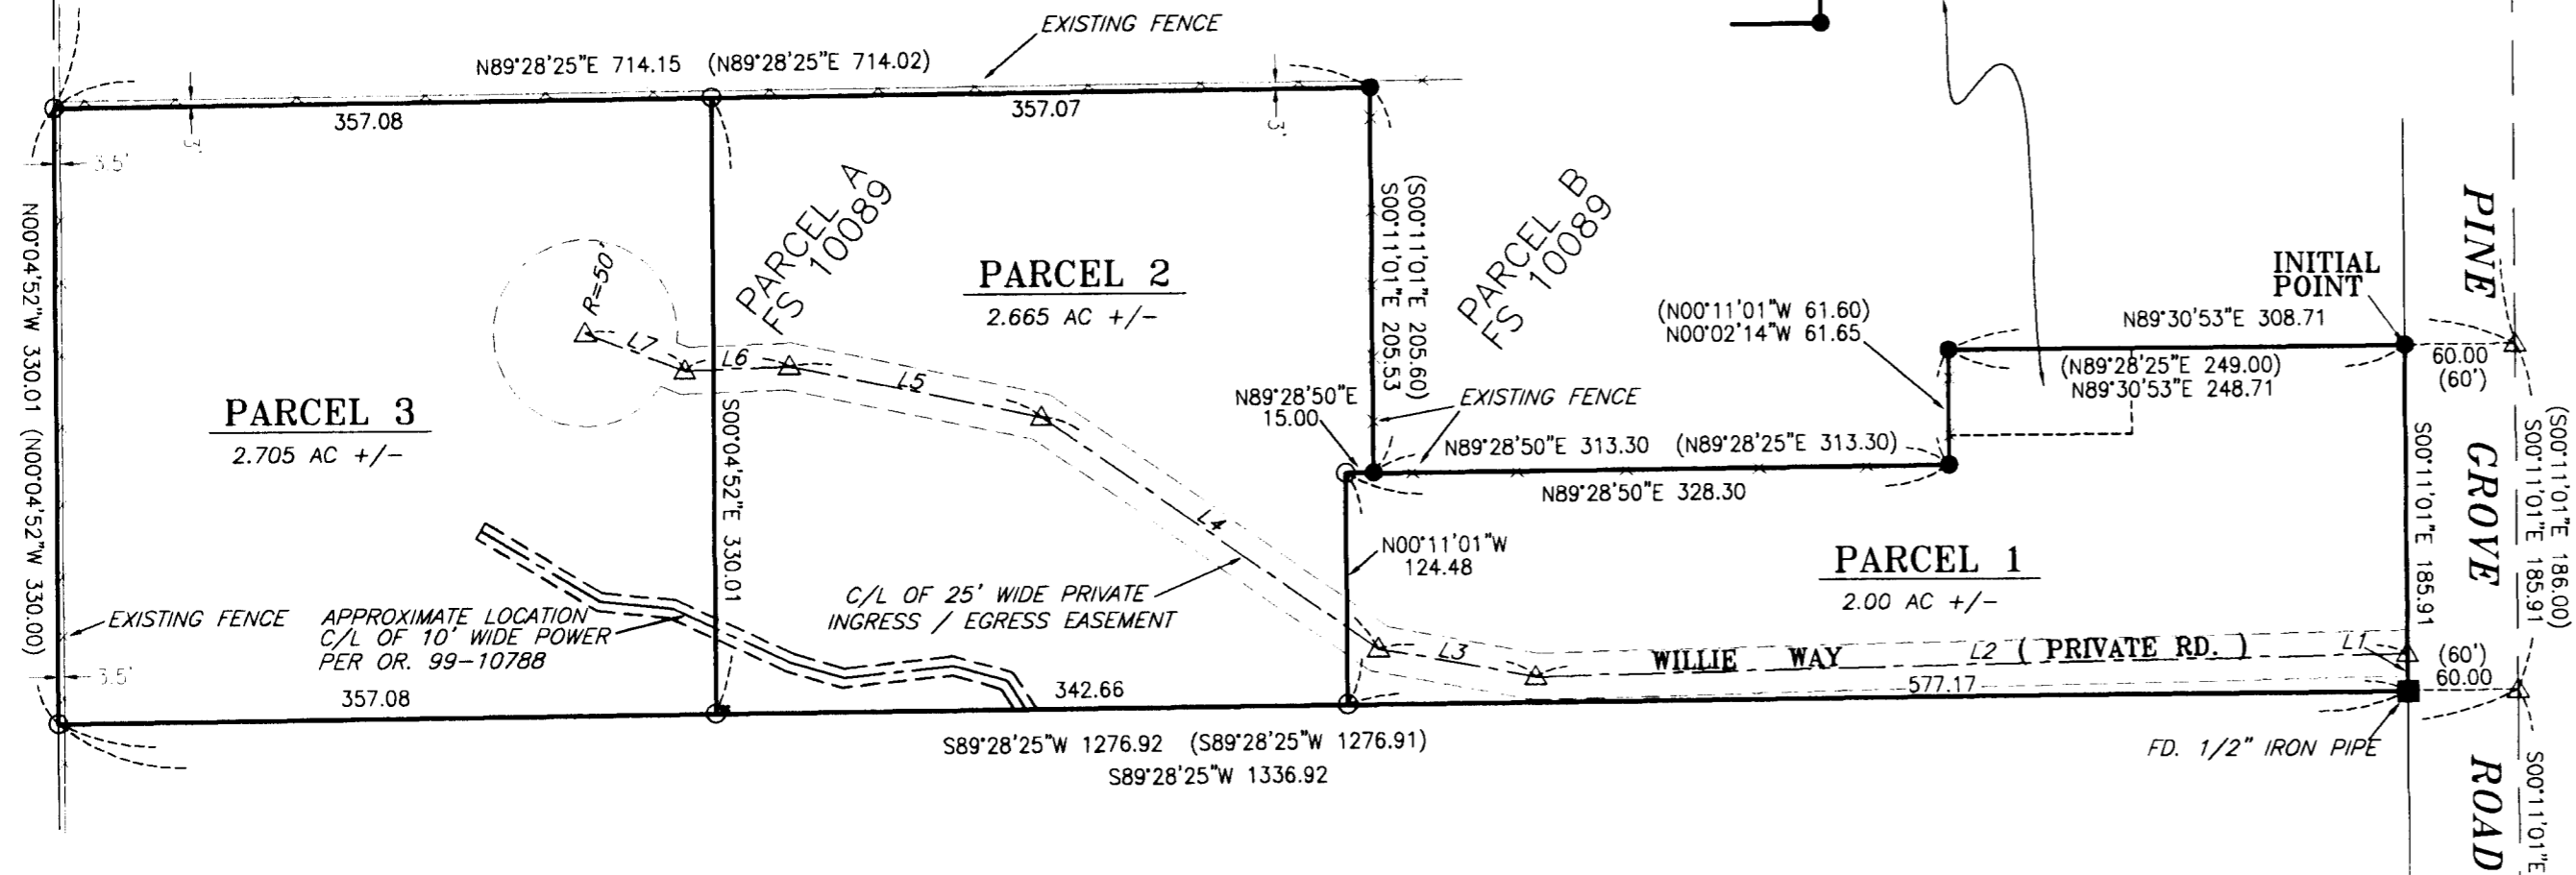 EXISTING FENCE
N89°28'25"E 714.15 (N89°28'25"E 714.02)
357.08
357.07
3'
3'
3.5'
N00°04'52"W 330.01 (N00°04'52"W 330.00)
PARCEL A
FS 10089
R=50'
L7
L6
L5
L4
PARCEL 2
2.665 AC +/-
(S00°11'01"E 205.60)
S00°11'01"E 205.53
PARCEL B
FS 10089
(N00°11'01"W 61.60)
N00°02'14"W 61.65
INITIAL
POINT
N89°30'53"E 308.71
(N89°28'25"E 249.00)
N89°30'53"E 248.71
60.00
(60')
PINE GROVE ROAD
PARCEL 3
2.705 AC +/-
S00°04'52"E 330.01
N89°28'50"E
15.00
EXISTING FENCE
N89°28'50"E 313.30 (N89°28'25"E 313.30)
N89°28'50"E 328.30
S00°11'01"E 185.91
(S00°11'01"E 186.00)
S00°11'01"E 185.91
N00°11'01"W
124.48
PARCEL 1
2.00 AC +/-
C/L OF 25' WIDE PRIVATE
INGRESS / EGRESS EASEMENT
EXISTING FENCE
APPROXIMATE LOCATION
C/L OF 10' WIDE POWER
PER OR. 99-10788
L3
WILLIE WAY
L2
( PRIVATE RD. )
L1
(60')
60.00
3.5'
357.08
342.66
577.17
S89°28'25"W 1276.92 (S89°28'25"W 1276.91)
S89°28'25"W 1336.92
FD. 1/2" IRON PIPE
S00°11'01"E